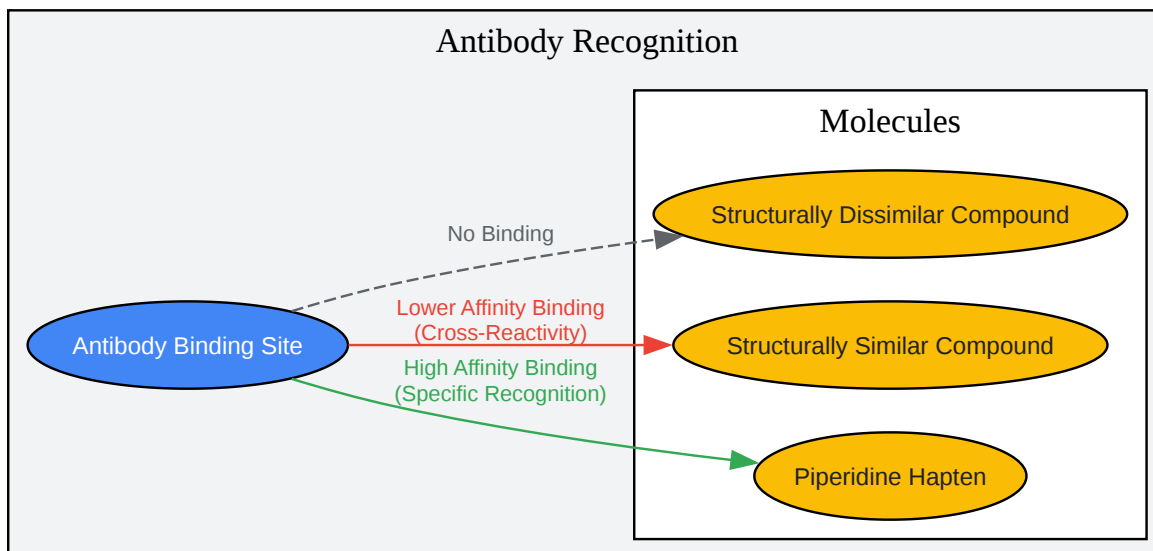 Antibody Recognition
Molecules
Structurally Dissimilar Compound
No Binding
Lower Affinity Binding
(Cross-Reactivity)
Antibody Binding Site
Structurally Similar Compound
High Affinity Binding
(Specific Recognition)
Piperidine Hapten